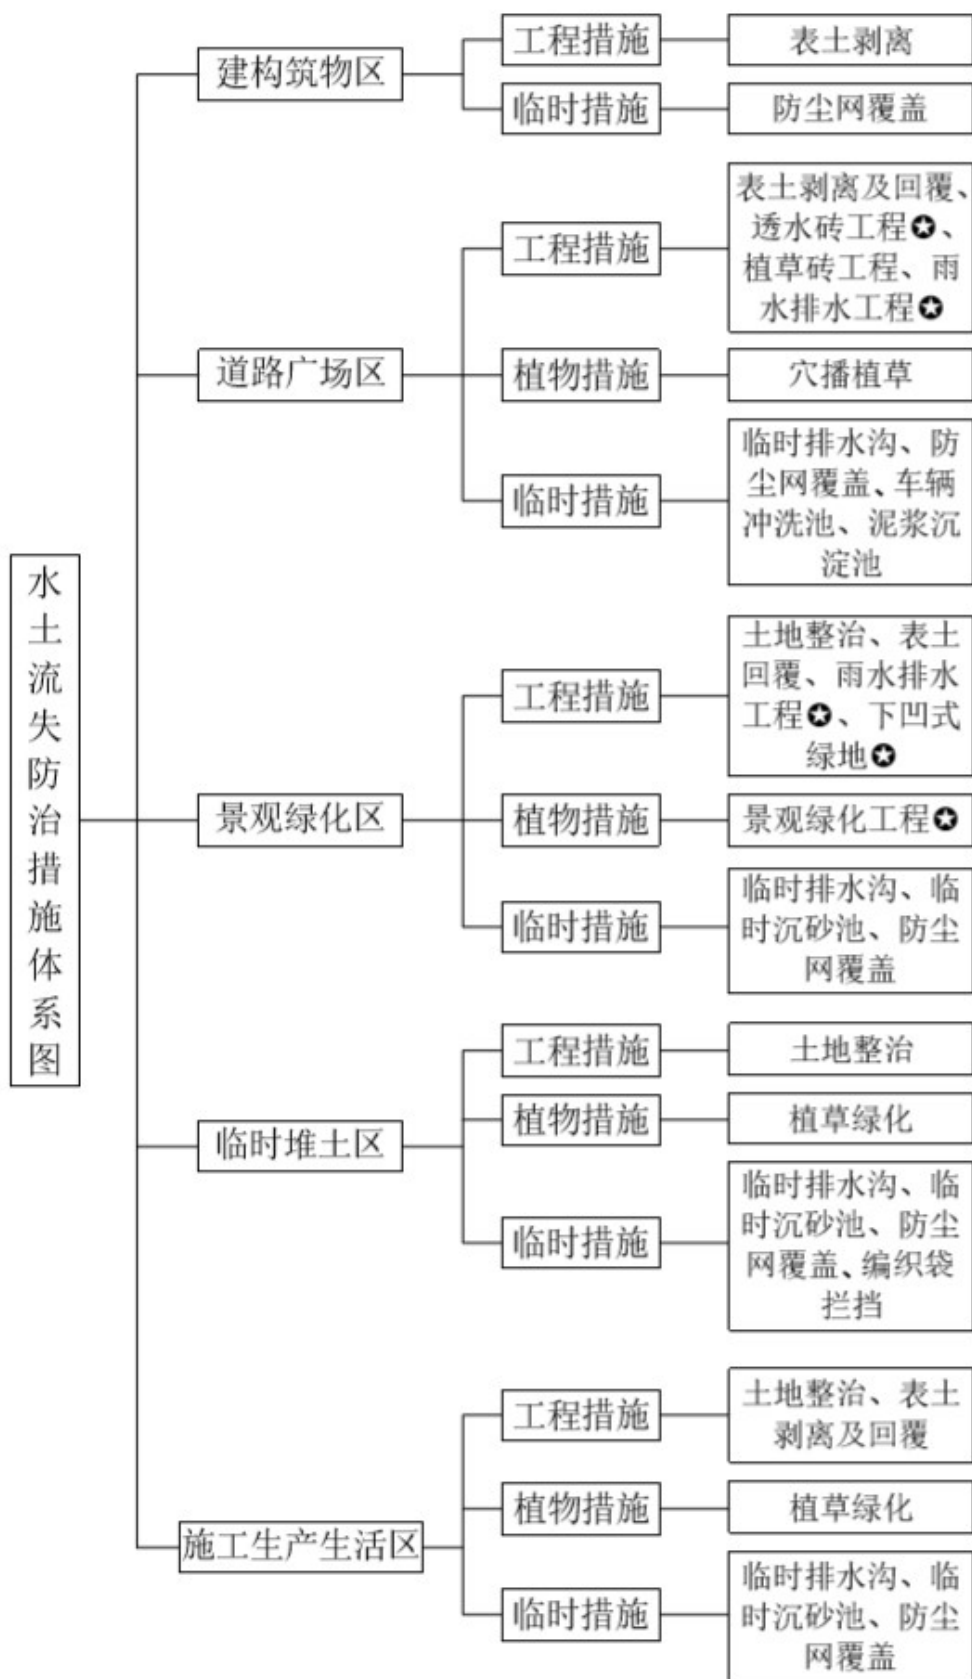 水土流失防治措施体系图
建构筑物区
工程措施
表土剥离
临时措施
防尘网覆盖
道路广场区
工程措施
表土剥离及回覆、
透水砖工程✪、
植草砖工程、雨
水排水工程✪
植物措施
穴播植草
临时措施
临时排水沟、防
尘网覆盖、车辆
冲洗池、泥浆沉
淀池
景观绿化区
工程措施
土地整治、表土
回覆、雨水排水
工程✪、下凹式
绿地✪
植物措施
景观绿化工程✪
临时措施
临时排水沟、临
时沉砂池、防尘
网覆盖
临时堆土区
工程措施
土地整治
植物措施
植草绿化
临时措施
临时排水沟、临
时沉砂池、防尘
网覆盖、编织袋
拦挡
施工生产生活区
工程措施
土地整治、表土
剥离及回覆
植物措施
植草绿化
临时措施
临时排水沟、临
时沉砂池、防尘
网覆盖